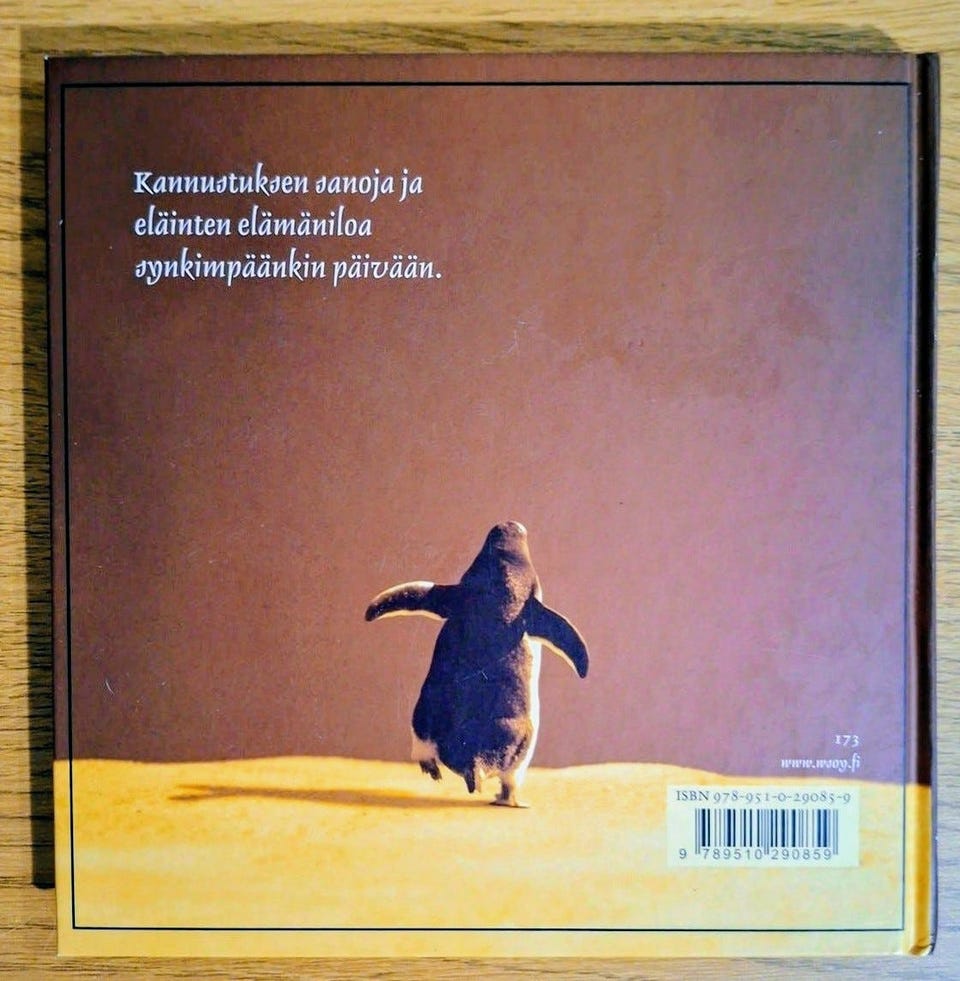 Kannustuksen sanoja ja
eläinten elämäniloa
synkimpäänkin päivään.
173
www.wsoy.fi
ISBN 978-951-0-29085-9
9 789510 290859